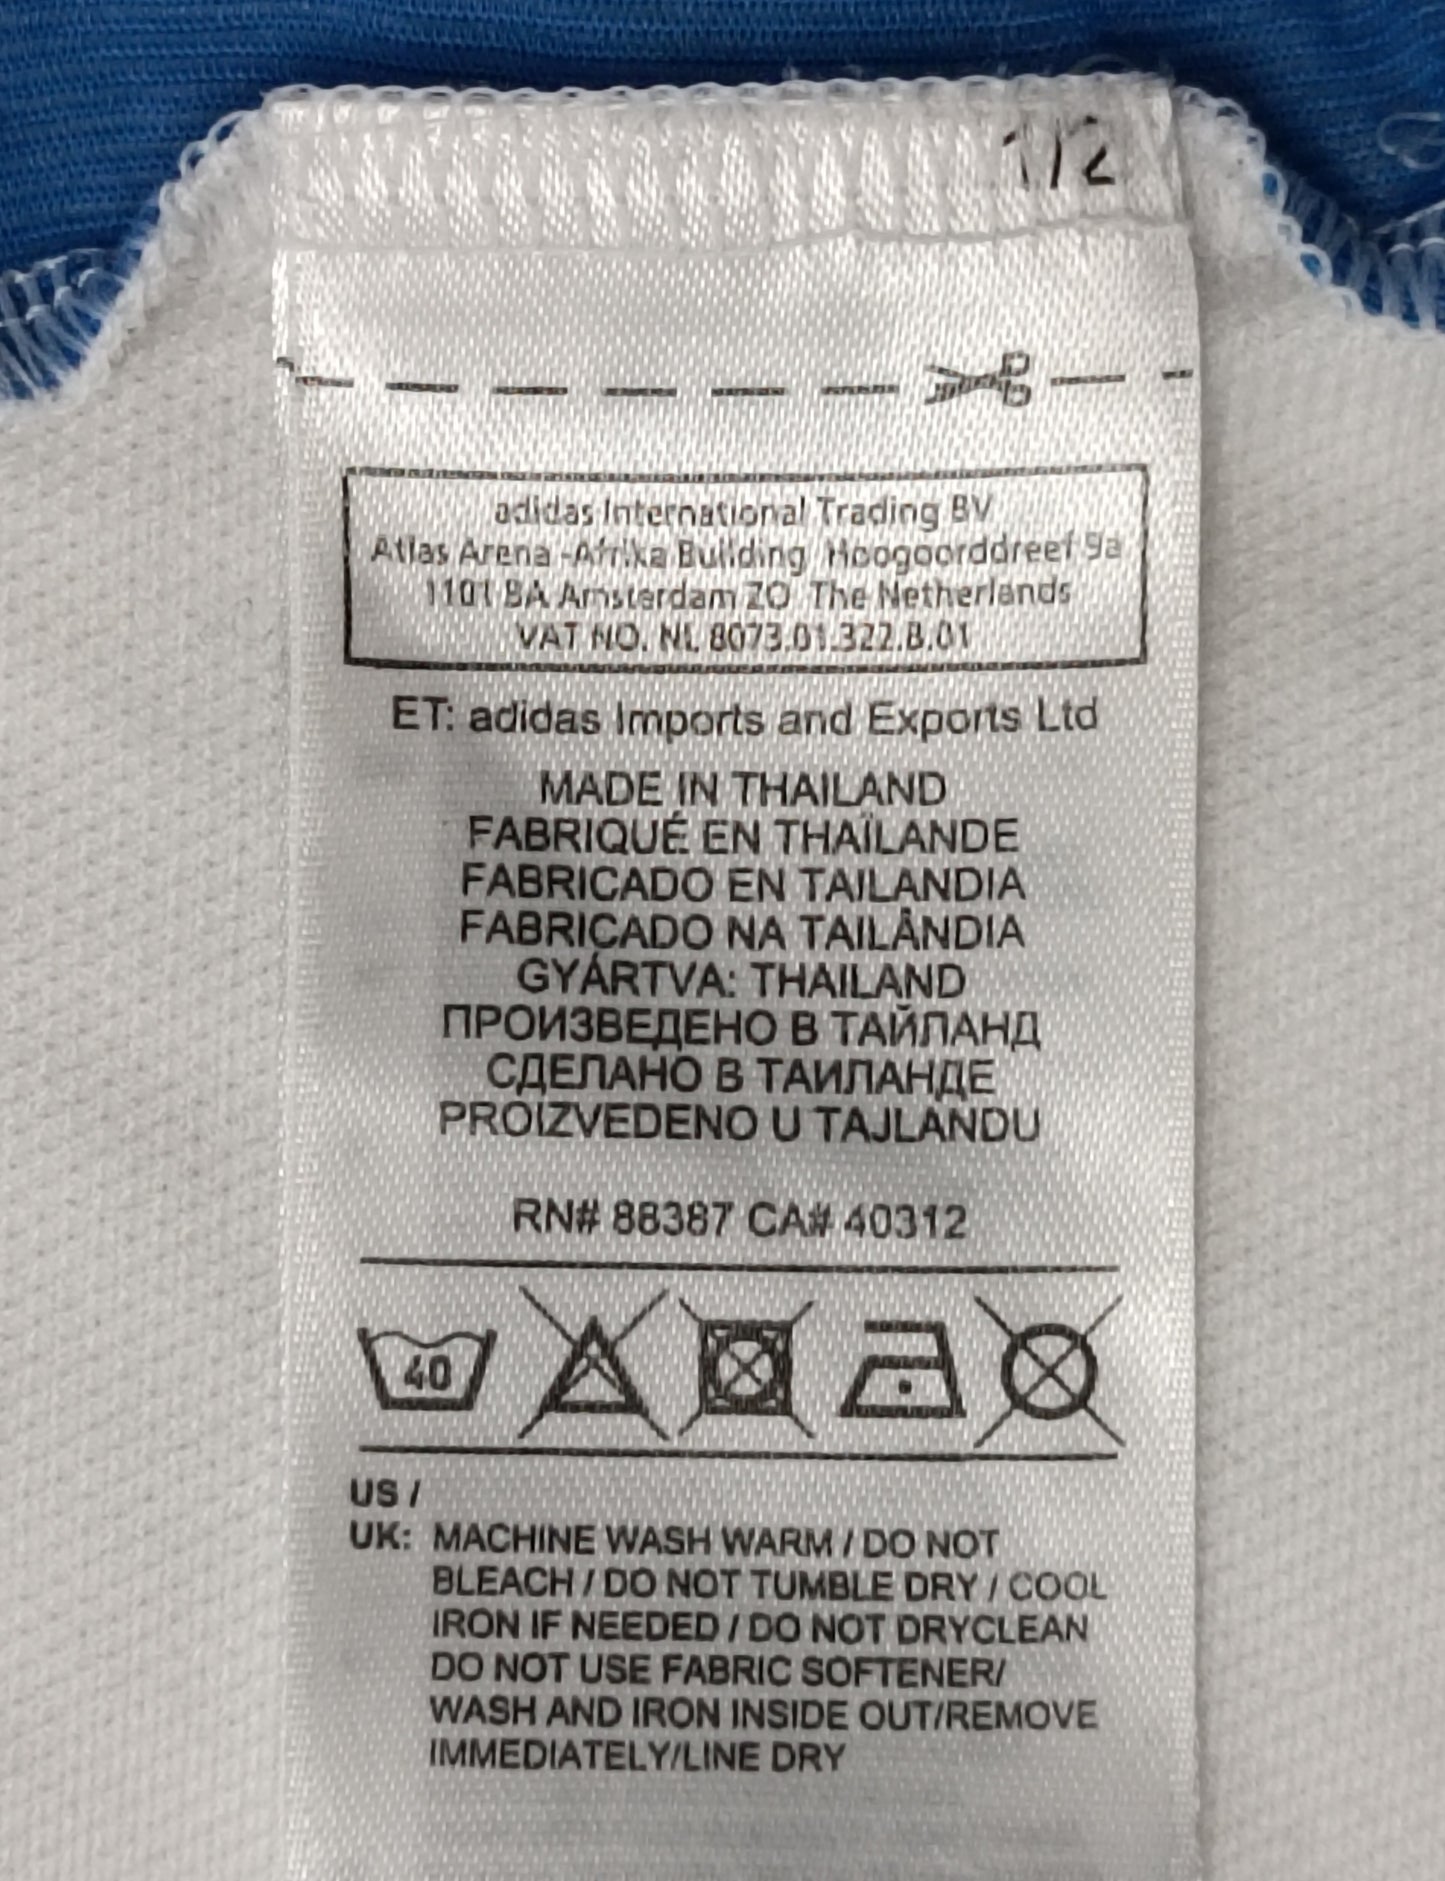 1/2
adidas International Trading BV
Atlas Arena -Afrika Building, Hoogoorddreef 9a
1101 BA Amsterdam ZO, The Netherlands
VAT NO. NL 8073.01.322.B.01
ET: adidas Imports and Exports Ltd
MADE IN THAILAND
FABRIQUÉ EN THAÏLANDE
FABRICADO EN TAILANDIA
FABRICADO NA TAILÂNDIA
GYÁRTVA: THAILAND
ПРОИЗВЕДЕНО В ТАЙЛАНД
СДЕЛАНО В ТАИЛАНДЕ
PROIZVEDENO U TAJLANDU
RN# 88387 CA# 40312
40
US /
UK: MACHINE WASH WARM / DO NOT
BLEACH / DO NOT TUMBLE DRY / COOL
IRON IF NEEDED / DO NOT DRYCLEAN
DO NOT USE FABRIC SOFTENER/
WASH AND IRON INSIDE OUT/REMOVE
IMMEDIATELY/LINE DRY